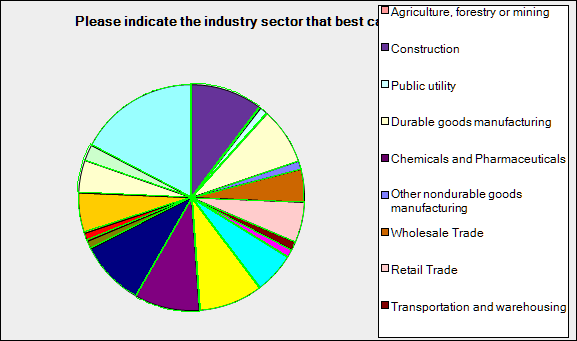 Please indicate the industry sector that best ca
Agriculture, forestry or mining
Construction
Public utility
Durable goods manufacturing
Chemicals and Pharmaceuticals
Other nondurable goods
manufacturing
Wholesale Trade
Retail Trade
Transportation and warehousing